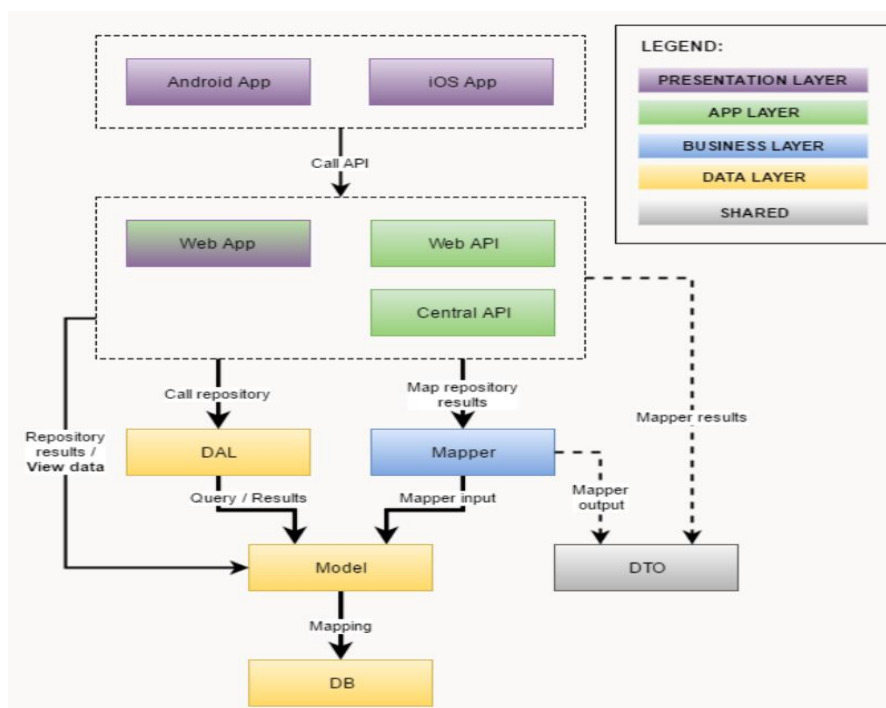 LEGEND:
PRESENTATION LAYER
APP LAYER
BUSINESS LAYER
DATA LAYER
SHARED
Android App
iOS App
Call API
Web App
Web API
Central API
Call repository
Map repository
results
Mapper results
Repository
results /
View data
DAL
Mapper
Query / Results
Mapper input
Mapper
output
Model
DTO
Mapping
DB